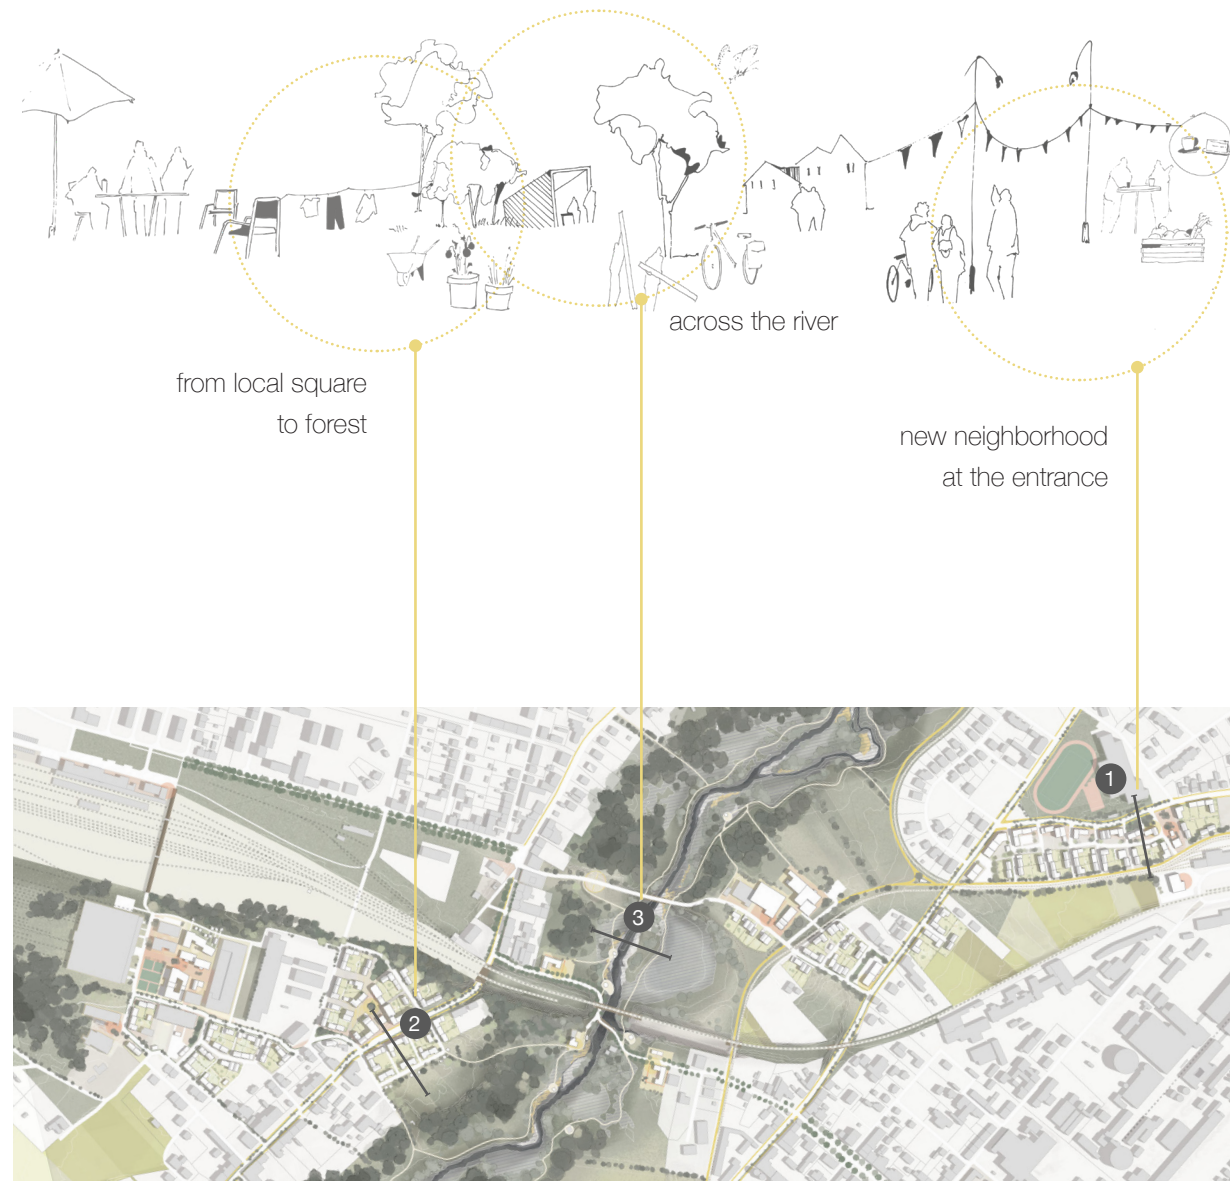 across the river
from local square
to forest
new neighborhood
at the entrance
1
3
2